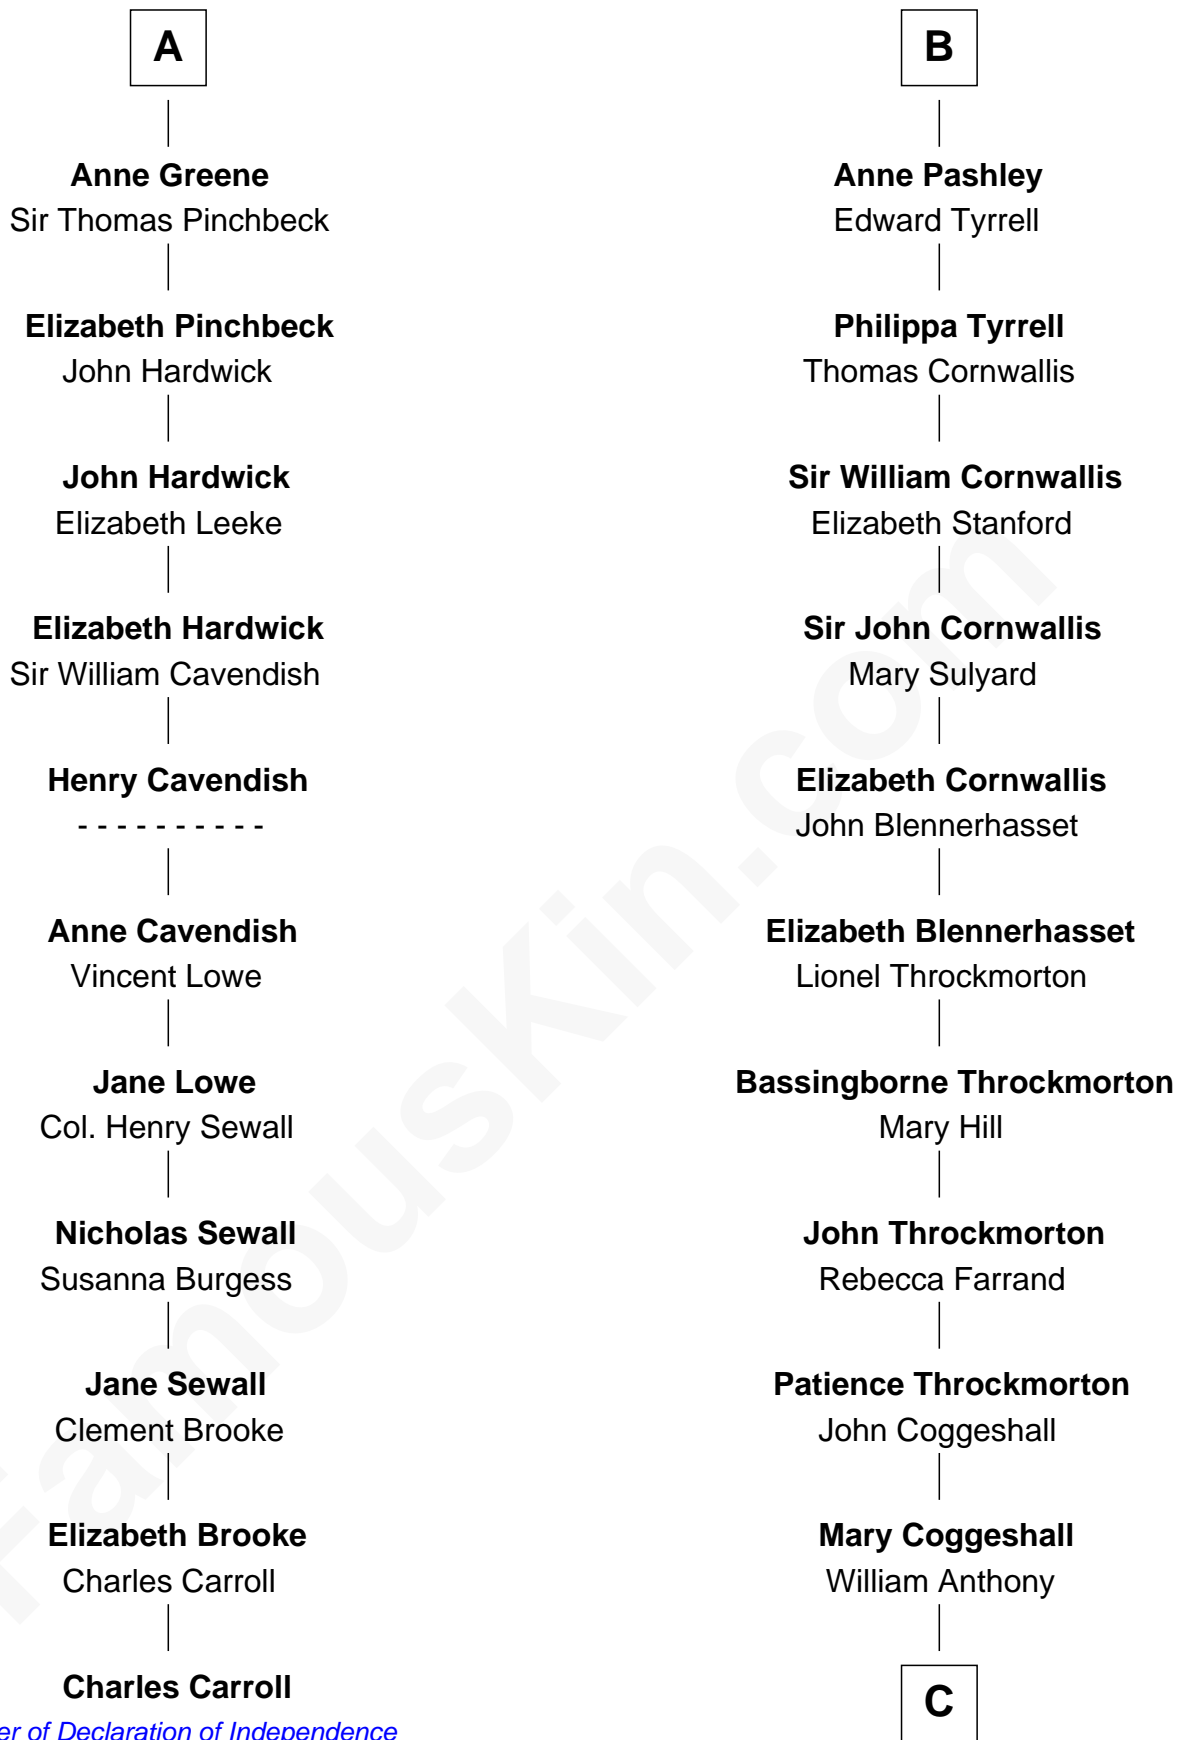 A
Anne Greene
Sir Thomas Pinchbeck
Elizabeth Pinchbeck
John Hardwick
John Hardwick
Elizabeth Leeke
Elizabeth Hardwick
Sir William Cavendish
Henry Cavendish
- - - - - - - - - -
Anne Cavendish
Vincent Lowe
Jane Lowe
Col. Henry Sewall
Nicholas Sewall
Susanna Burgess
Jane Sewall
Clement Brooke
Elizabeth Brooke
Charles Carroll
Charles Carroll
er of Declaration of Independence
B
Anne Pashley
Edward Tyrrell
Philippa Tyrrell
Thomas Cornwallis
Sir William Cornwallis
Elizabeth Stanford
Sir John Cornwallis
Mary Sulyard
Elizabeth Cornwallis
John Blennerhasset
Elizabeth Blennerhasset
Lionel Throckmorton
Bassingborne Throckmorton
Mary Hill
John Throckmorton
Rebecca Farrand
Patience Throckmorton
John Coggeshall
Mary Coggeshall
William Anthony
C
FamousKin.com